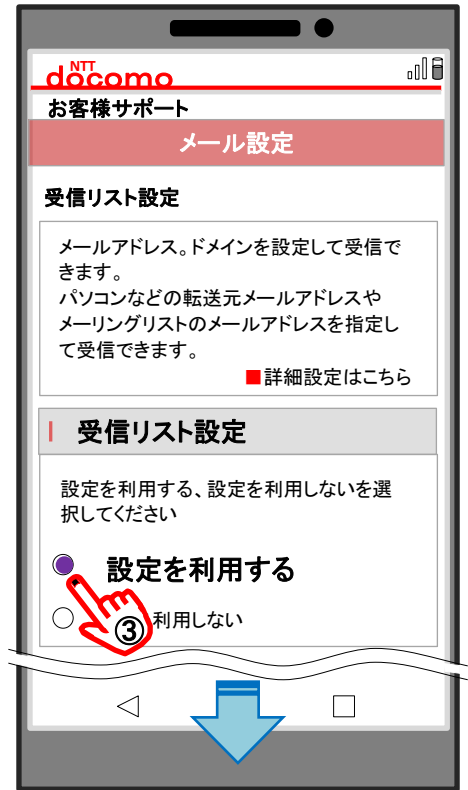 NTT
docomo
お客様サポート
メール設定
受信リスト設定
メールアドレス。ドメインを設定して受信で
きます。
パソコンなどの転送元メールアドレスや
メーリングリストのメールアドレスを指定し
て受信できます。
■詳細設定はこちら
受信リスト設定
設定を利用する、設定を利用しないを選
択してください
設定を利用する
③
利用しない